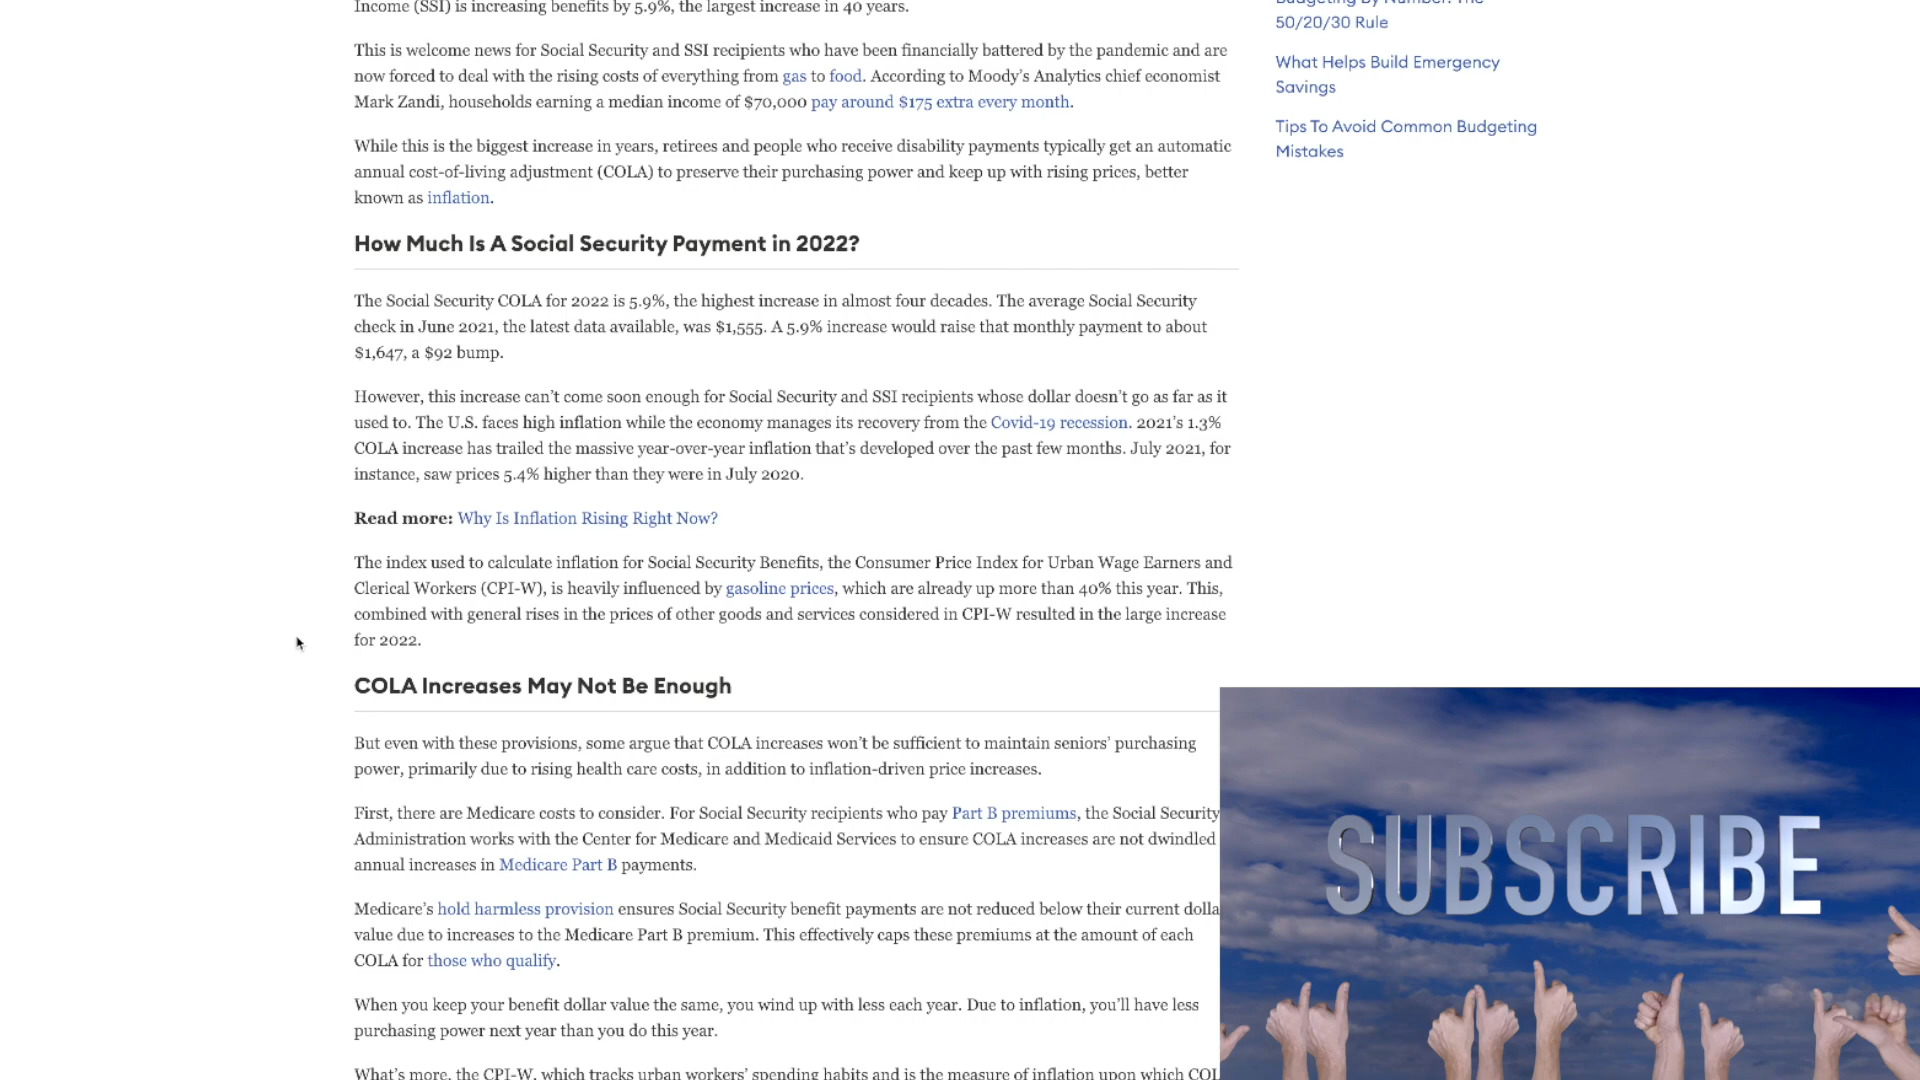 Income (SSI) is increasing benefits by 5.9%, the largest increase in 40 years.
This is welcome news for Social Security and SSI recipients who have been financially battered by the pandemic and are
now forced to deal with the rising costs of everything from gas to food. According to Moody's Analytics chief economist
Mark Zandi, households earning a median income of $70,000 pay around $175 extra every month.
While this is the biggest increase in years, retirees and people who receive disability payments typically get an automatic
annual cost-of-living adjustment (COLA) to preserve their purchasing power and keep up with rising prices, better
known as inflation.
How Much Is A Social Security Payment in 2022?
The Social Security COLA for 2022 is 5.9%, the highest increase in almost four decades. The average Social Security
check in June 2021, the latest data available, was $1,555. A 5.9% increase would raise that monthly payment to about
$1,647, a $92 bump.
However, this increase can't come soon enough for Social Security and SSI recipients whose dollar doesn't go as far as it
used to. The U.S. faces high inflation while the economy manages its recovery from the Covid-19 recession. 2021's 1.3%
COLA increase has trailed the massive year-over-year inflation that's developed over the past few months. July 2021, for
instance, saw prices 5.4% higher than they were in July 2020.
Read more: Why Is Inflation Rising Right Now?
The index used to calculate inflation for Social Security Benefits, the Consumer Price Index for Urban Wage Earners and
Clerical Workers (CPI-W), is heavily influenced by gasoline prices, which are already up more than 40% this year. This,
combined with general rises in the prices of other goods and services considered in CPI-W resulted in the large increase
for 2022.
COLA Increases May Not Be Enough
But even with these provisions, some argue that COLA increases won't be sufficient to maintain seniors' purchasing
power, primarily due to rising health care costs, in addition to inflation-driven price increases.
First, there are Medicare costs to consider. For Social Security recipients who pay Part B premiums, the Social Security
Administration works with the Center for Medicare and Medicaid Services to ensure COLA increases are not dwindled
annual increases in Medicare Part B payments.
Medicare's hold harmless provision ensures Social Security benefit payments are not reduced below their current dolla
value due to increases to the Medicare Part B premium. This effectively caps these premiums at the amount of each
COLA for those who qualify.
When you keep your benefit dollar value the same, you wind up with less each year. Due to inflation, you'll have less
purchasing power next year than you do this year.
What's more, the CPI-W, which tracks urban workers' spending habits and is the measure of inflation upon which COL
Budgeting By Number: The
50/20/30 Rule
What Helps Build Emergency
Savings
Tips To Avoid Common Budgeting
Mistakes
SUBSCRIBE